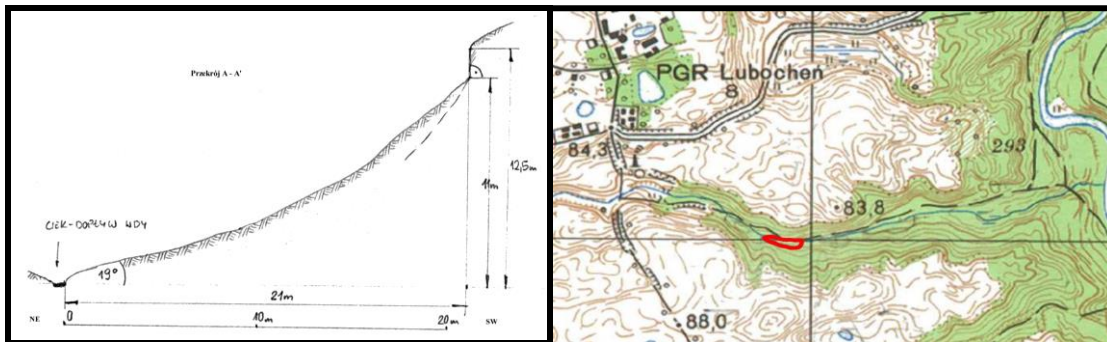 Przekrój A - A'
CIEK-DOPŁYW WDY
19°
11m
12,5m
21m
NE
0
10m
20m
SW
PGR Lubochen
8
84,3
293
83,8
88,0